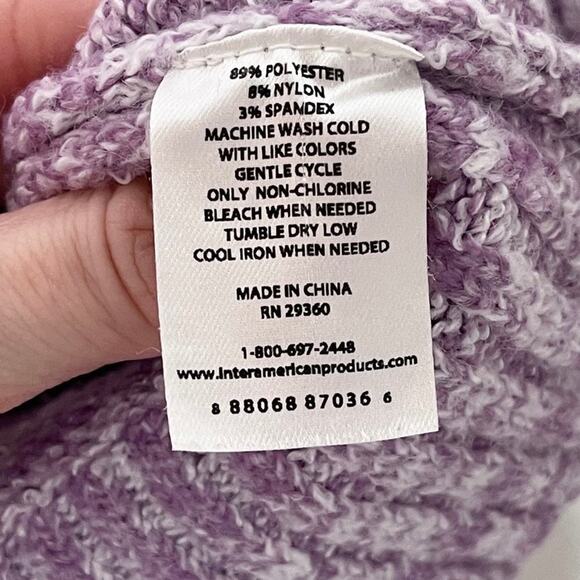 89% POLYESTER
8% NYLON
3% SPANDEX
MACHINE WASH COLD
WITH LIKE COLORS
GENTLE CYCLE
ONLY NON-CHLORINE
BLEACH WHEN NEEDED
TUMBLE DRY LOW
COOL IRON WHEN NEEDED
MADE IN CHINA
RN 29360
1-800-697-2448
www.interamericanproducts.com
8 88068 87036 6